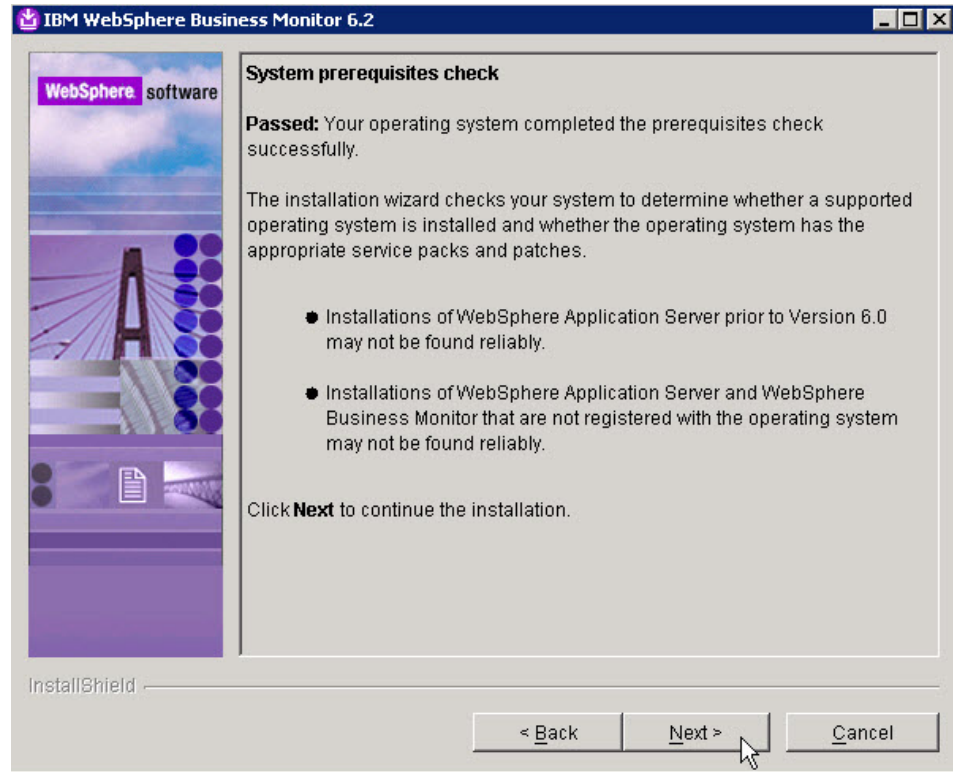 IBM WebSphere Business Monitor 6.2
WebSphere software
System prerequisites check
Passed: Your operating system completed the prerequisites check
successfully.
The installation wizard checks your system to determine whether a supported
operating system is installed and whether the operating system has the
appropriate service packs and patches.
● Installations of WebSphere Application Server prior to Version 6.0
may not be found reliably.
● Installations of WebSphere Application Server and WebSphere
Business Monitor that are not registered with the operating system
may not be found reliably.
Click Next to continue the installation.
InstallShield
< Back
Next >
Cancel